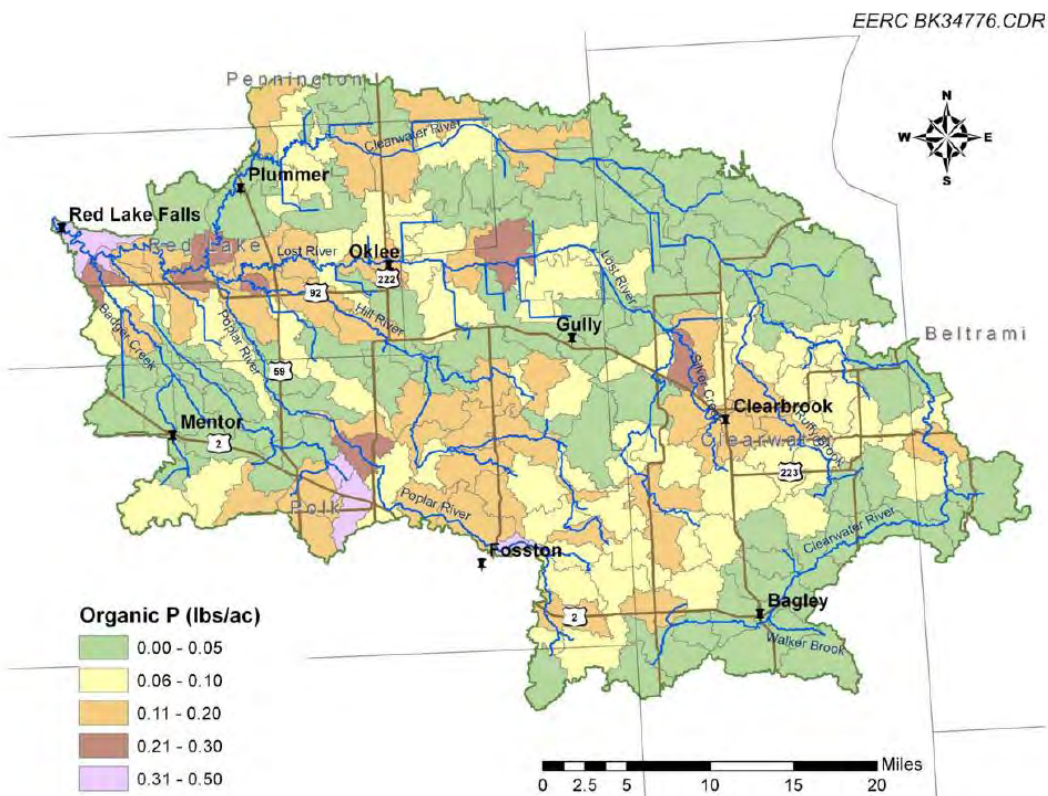 EERC BK34776.CDR
Pennington
N
W
E
S
Clearwater River
Plummer
Red Lake Falls
Red Lake
Lost River
Oklee
222
92
Hill River
Lost River
Gully
Beltrami
Badger Creek
Poplar River
59
Silver Creek
Clearbrook
Clearwater
Ruffy Brook
Mentor
2
223
Polk
Poplar River
Clearwater River
Fosston
2
Bagley
Walker Brook
Organic P (lbs/ac)
0.00 - 0.05
0.06 - 0.10
0.11 - 0.20
0.21 - 0.30
0.31 - 0.50
Miles
0 2.5 5 10 15 20